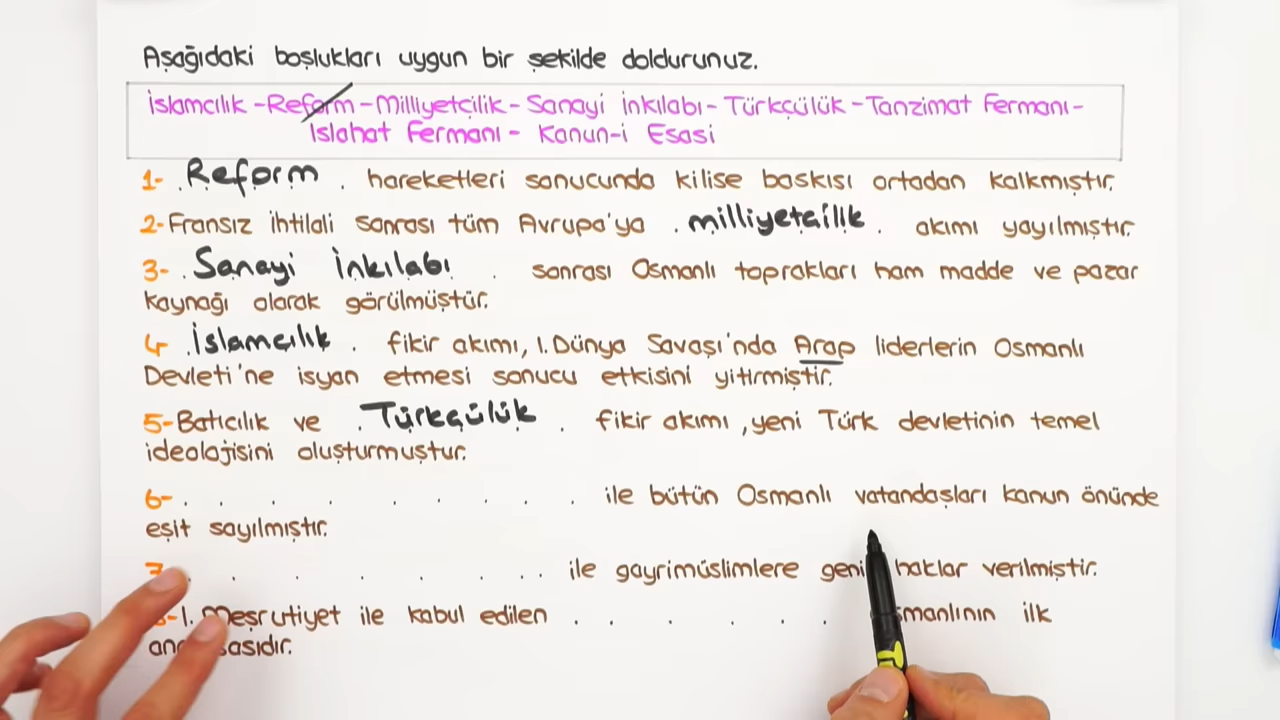 Aşağıdaki boşlukları uygun bir şekilde doldurunuz.
İslamcılık - Reform - Milliyetçilik - Sanayi İnkılabı - Türkçülük - Tanzimat Fermanı -
Islahat Fermanı - Kanun-i Esasi
1- . Reform . hareketleri sonucunda kilise baskısı ortadan kalkmıştır.
2- Fransız ihtilali sonrası tüm Avrupa'ya . milliyetçilik . akımı yayılmıştır.
3- . Sanayi İnkılabı . sonrası Osmanlı toprakları ham madde ve pazar
kaynağı olarak görülmüştür.
4- . İslamcılık . fikir akımı, I. Dünya Savaşı'nda Arap liderlerin Osmanlı
Devleti'ne isyan etmesi sonucu etkisini yitirmiştir.
5- Batıcılık ve . Türkçülük . fikir akımı, yeni Türk devletinin temel
ideolojisini oluşturmuştur.
6- . . . . . . . . ile bütün Osmanlı vatandaşları kanun önünde
eşit sayılmıştır.
7- . . . . . . . ile gayrimüslimlere haklar verilmiştir.
I. Meşrutiyet ile kabul edilen . . . . . ilk